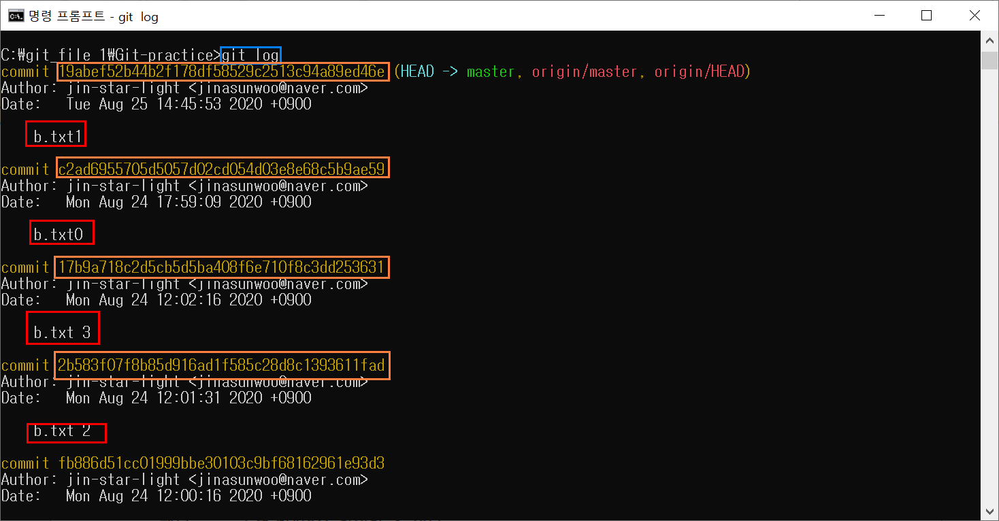 명령 프롬프트 - git  log
C:\git_file 1\Git-practice>git log
commit 19abef52b44b2f178df58529c2513c94a89ed46e (HEAD -> master, origin/master, origin/HEAD)
Author: jin-star-light <jinasunwoo@naver.com>
Date:   Tue Aug 25 14:45:53 2020 +0900
b.txt1
commit c2ad6955705d5057d02cd054d03e8e68c5b9ae59
Author: jin-star-light <jinasunwoo@naver.com>
Date:   Mon Aug 24 17:59:09 2020 +0900
b.txt0
commit 17b9a718c2d5cb5d5ba408f6e710f8c3dd253631
Author: jin-star-light <jinasunwoo@naver.com>
Date:   Mon Aug 24 12:02:16 2020 +0900
b.txt 3
commit 2b583f07f8b85d916ad1f585c28d8c1393611fad
Author: jin-star-light <jinasunwoo@naver.com>
Date:   Mon Aug 24 12:01:31 2020 +0900
b.txt 2
commit fb886d51cc01999bbe30103c9bf68162961e93d3
Author: jin-star-light <jinasunwoo@naver.com>
Date:   Mon Aug 24 12:00:16 2020 +0900